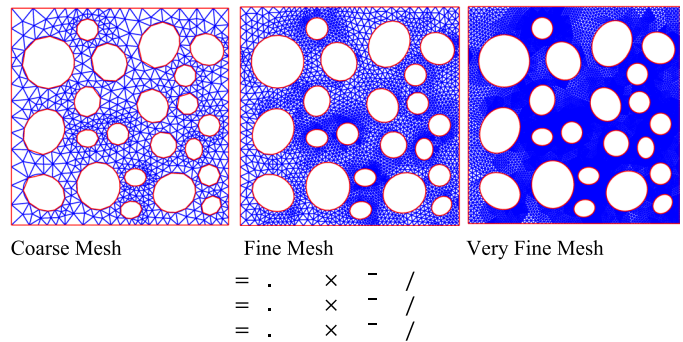 Coarse Mesh Fine Mesh Very Fine Mesh
= . × ‾ /
= . × ‾ /
= . × ‾ /